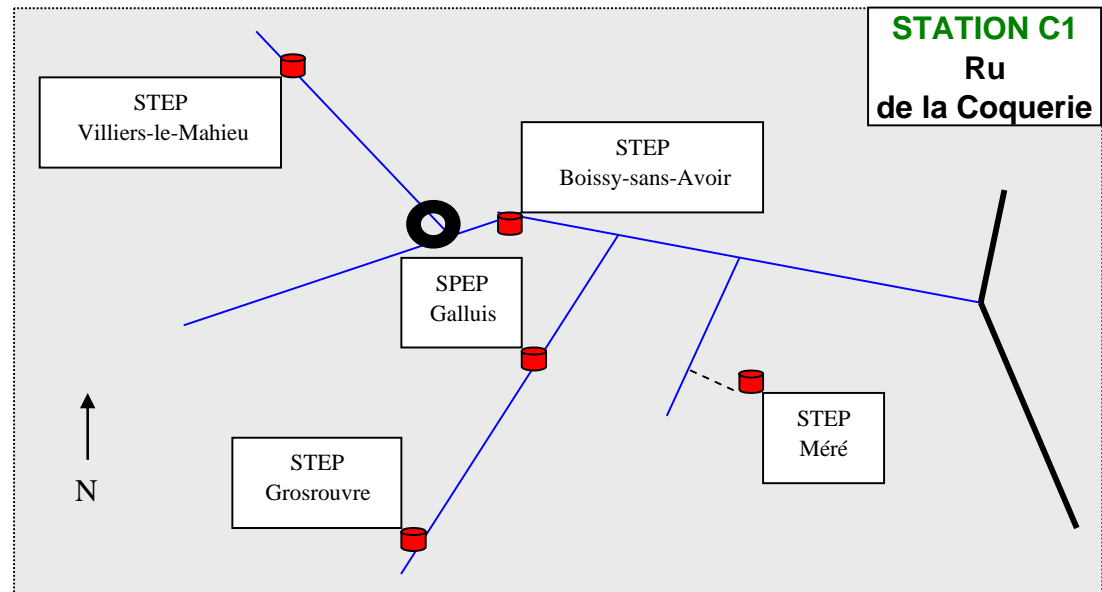 STATION C1
Ru
de la Coquerie
STEP
Villiers-le-Mahieu
STEP
Boissy-sans-Avoir
SPEP
Galluis
STEP
Méré
STEP
Grosrouvre
N